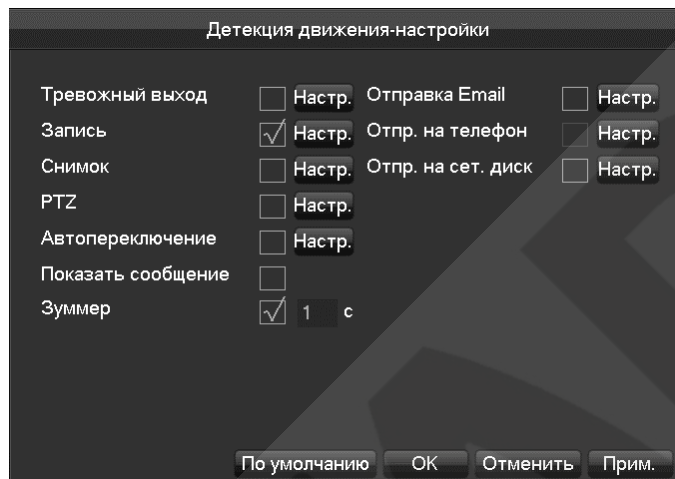 Детекция движения-настройки
Тревожный выход Настр. Отправка Email Настр.
Запись Настр. Отпр. на телефон Настр.
Снимок Настр. Отпр. на сет. диск Настр.
PTZ Настр.
Автопереключение Настр.
Показать сообщение
Зуммер 1 с
По умолчанию OK Отменить Прим.